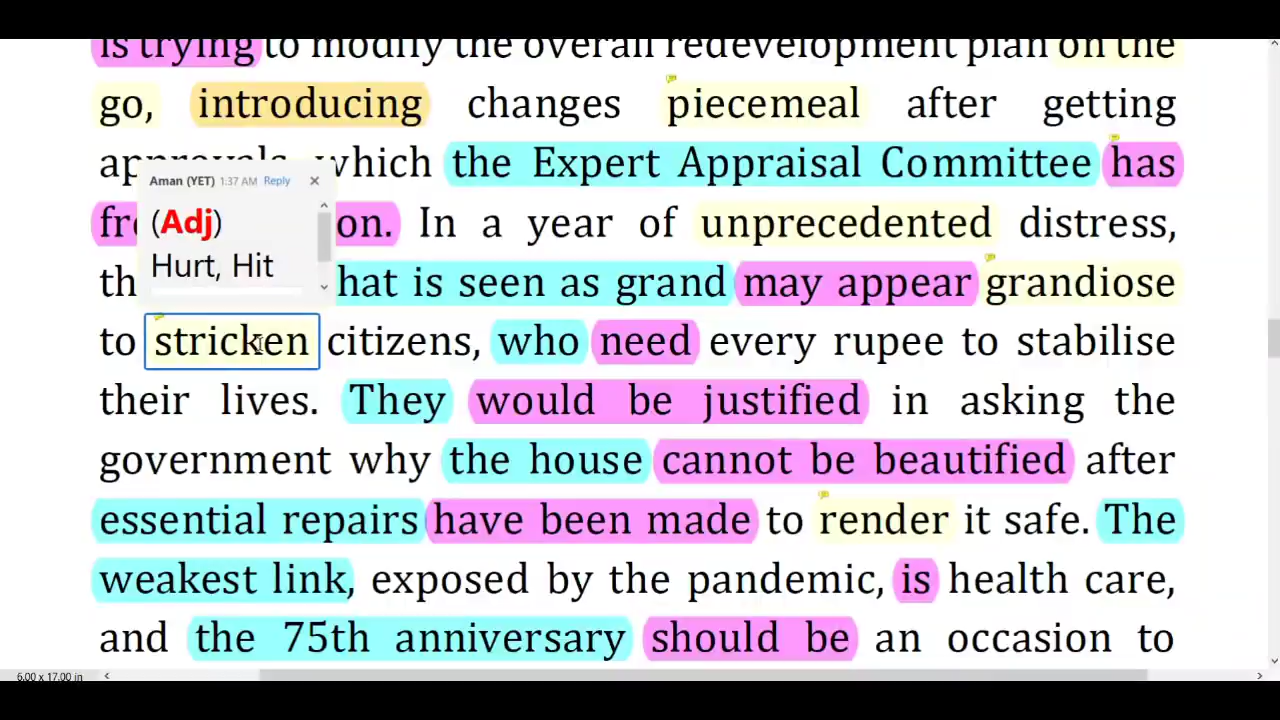 is trying to modify the overall redevelopment plan on the
go, introducing changes piecemeal after getting
which the Expert Appraisal Committee has
on. In a year of unprecedented distress,
hat is seen as grand may appear grandiose
to stricken citizens, who need every rupee to stabilise
their lives. They would be justified in asking the
government why the house cannot be beautified after
essential repairs have been made to render it safe. The
weakest link, exposed by the pandemic, is health care,
and the 75th anniversary should be an occasion to
Aman (YET) 1:37 AM Reply
(Adj)
Hurt, Hit
6.00 x 17.00 in